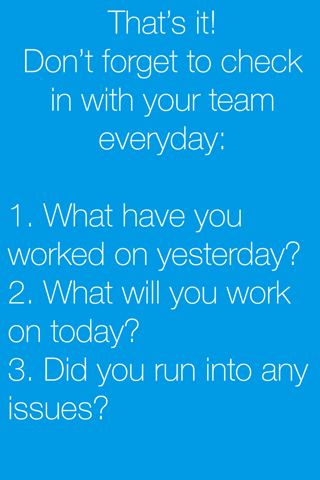 That's it!
Don't forget to check
in with your team
everyday:
1. What have you
worked on yesterday?
2. What will you work
on today?
3. Did you run into any
issues?